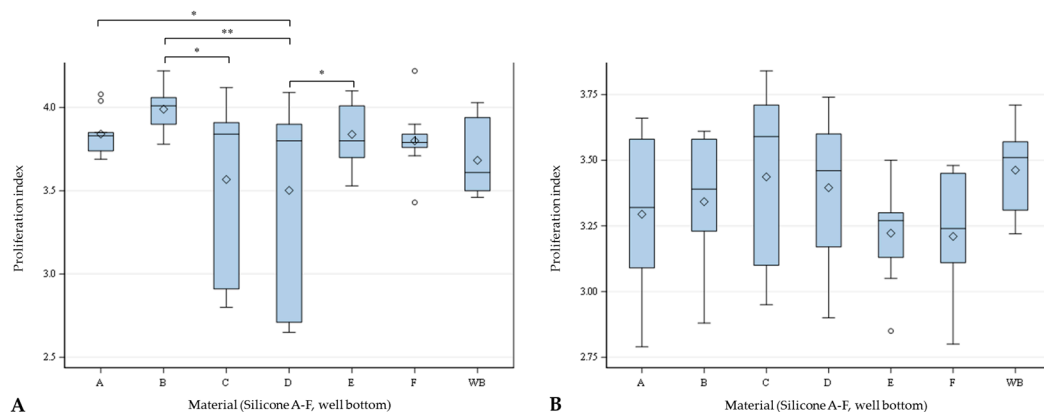 *
**
*
*
4.0
3.5
3.0
2.5
Proliferation index
A B C D E F WB
Material (Silicone A-F, well bottom)
A
3.75
3.50
3.25
3.00
2.75
Proliferation index
A B C D E F WB
Material (Silicone A-F, well bottom)
B